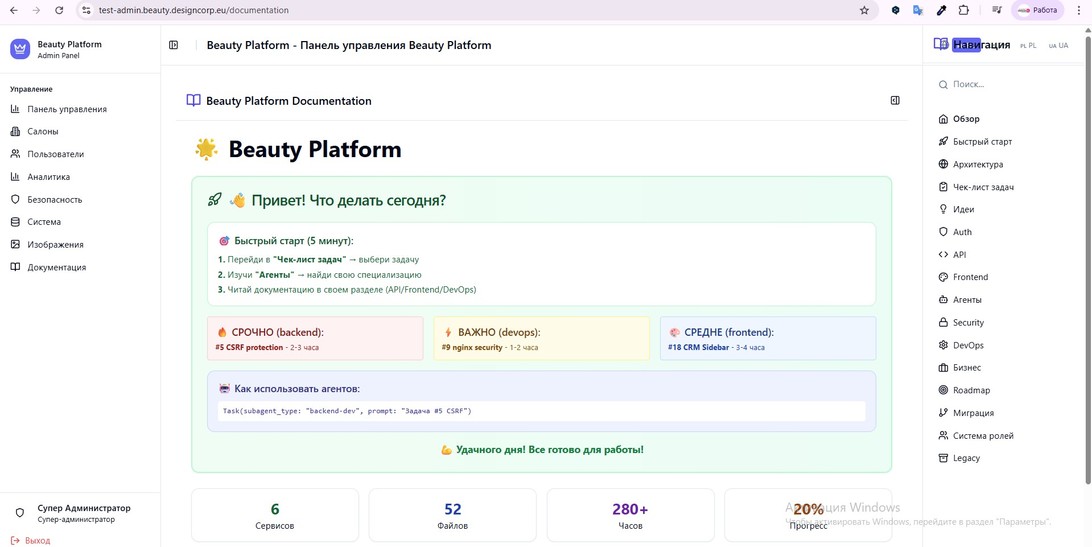 test-admin.beauty.designcorp.eu/documentation
Работа
Beauty Platform
Admin Panel
Управление
Панель управления
Салоны
Пользователи
Аналитика
Безопасность
Система
Изображения
Документация
Супер Администратор
Супер-администратор
Выход
Beauty Platform - Панель управления Beauty Platform
Beauty Platform Documentation
Beauty Platform
Привет! Что делать сегодня?
Быстрый старт (5 минут):
1. Перейди в "Чек-лист задач" → выбери задачу
2. Изучи "Агенты" → найди свою специализацию
3. Читай документацию в своем разделе (API/Frontend/DevOps)
СРОЧНО (backend):
#5 CSRF protection - 2-3 часа
ВАЖНО (devops):
#9 nginx security - 1-2 часа
СРЕДНЕ (frontend):
#18 CRM Sidebar - 3-4 часа
Как использовать агентов:
Task(subagent_type: "backend-dev", prompt: "Задача #5 CSRF")
Удачного дня! Все готово для работы!
6
Сервисов
52
Файлов
280+
Часов
20%
Прогресс
Навигация
PL PL
UA UA
Поиск...
Обзор
Быстрый старт
Архитектура
Чек-лист задач
Идеи
Auth
API
Frontend
Агенты
Security
DevOps
Бизнес
Roadmap
Миграция
Система ролей
Legacy
Активация Windows
Чтобы активировать Windows, перейдите в раздел "Параметры".